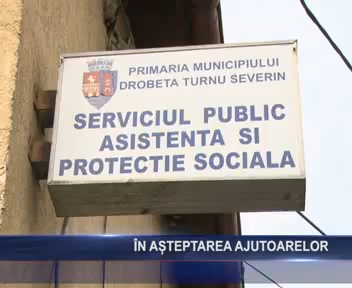 PRIMARIA MUNICIPIULUI
DROBETA TURNU SEVERIN
SERVICIUL PUBLIC
ASISTENTA SI
PROTECTIE SOCIALA
ÎN AȘTEPTAREA AJUTOARELOR